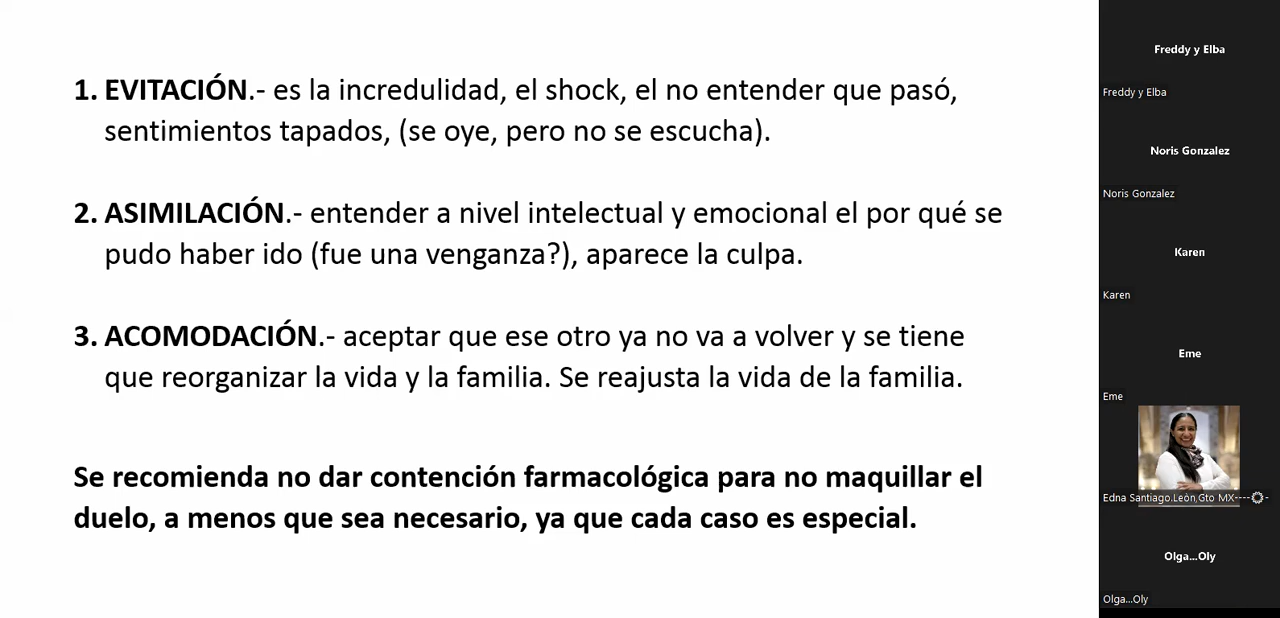 1. EVITACIÓN.- es la incredulidad, el shock, el no entender que pasó,
sentimientos tapados, (se oye, pero no se escucha).
2. ASIMILACIÓN.- entender a nivel intelectual y emocional el por qué se
pudo haber ido (fue una venganza?), aparece la culpa.
3. ACOMODACIÓN.- aceptar que ese otro ya no va a volver y se tiene
que reorganizar la vida y la familia. Se reajusta la vida de la familia.
Se recomienda no dar contención farmacológica para no maquillar el
duelo, a menos que sea necesario, ya que cada caso es especial.
Freddy y Elba
Freddy y Elba
Noris Gonzalez
Noris Gonzalez
Karen
Karen
Eme
Eme
Edna Santiago.León,Gto MX----۞-
Olga...Oly
Olga...Oly